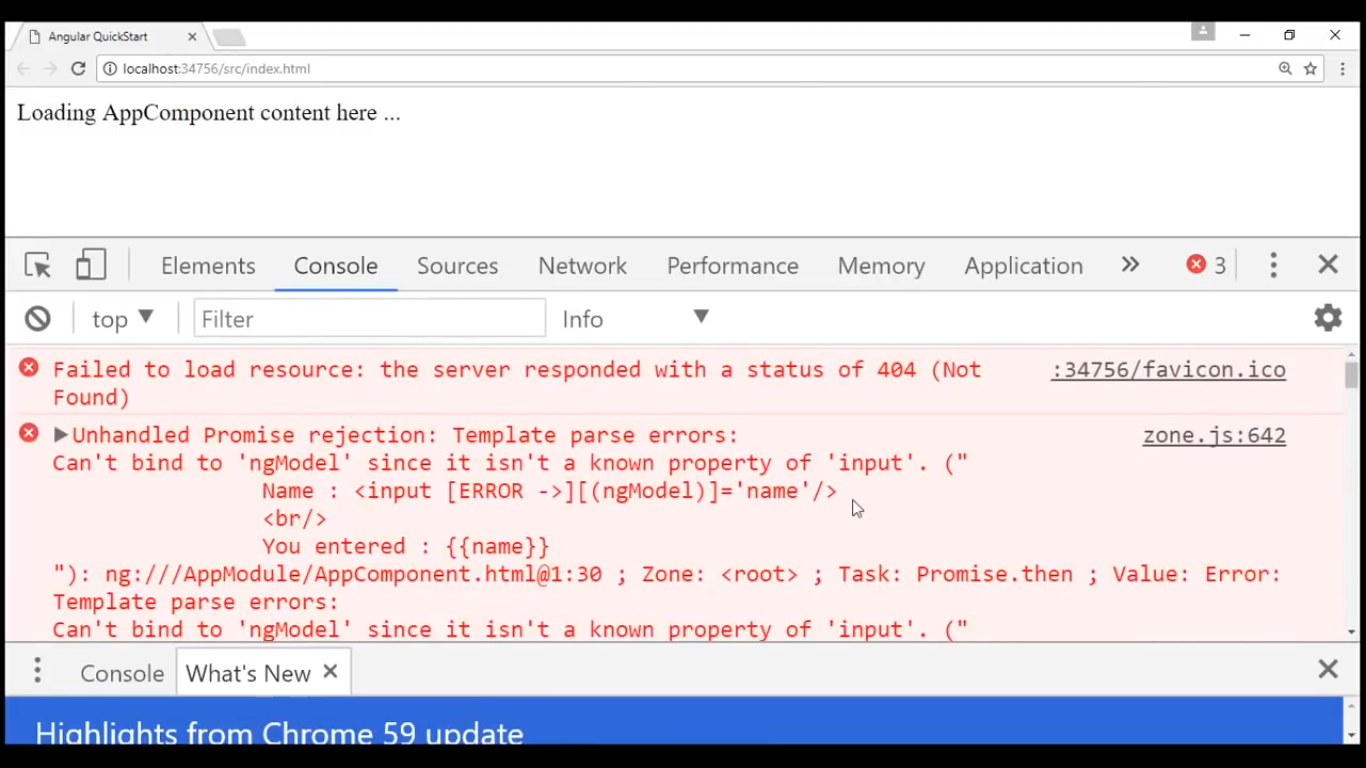 Angular QuickStart
localhost:34756/src/index.html
Loading AppComponent content here ...
Elements Console Sources Network Performance Memory Application 3
top Filter Info
Failed to load resource: the server responded with a status of 404 (Not :34756/favicon.ico
Found)
Unhandled Promise rejection: Template parse errors: zone.js:642
Can't bind to 'ngModel' since it isn't a known property of 'input'. ("
Name : <input [ERROR ->][(ngModel)]='name'/>
<br/>
You entered : {{name}}
"): ng:///AppModule/AppComponent.html@1:30 ; Zone: <root> ; Task: Promise.then ; Value: Error:
Template parse errors:
Can't bind to 'ngModel' since it isn't a known property of 'input'. ("
Console What's New
Highlights from Chrome 59 update